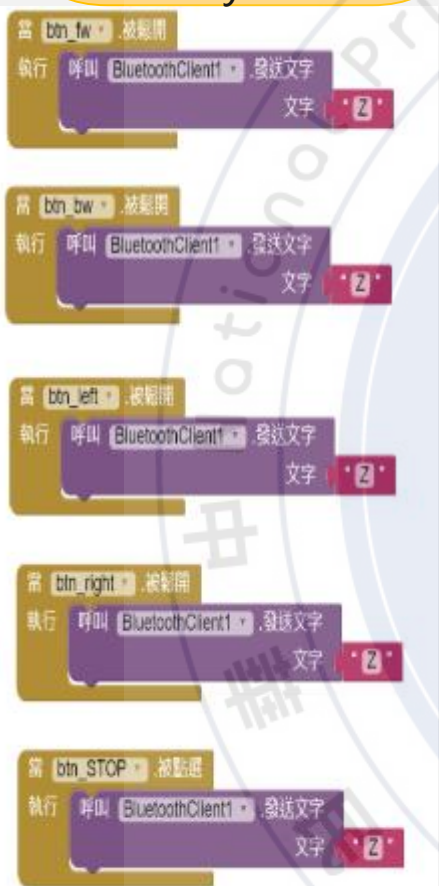 當 btn_fw .被鬆開
執行 呼叫 BluetoothClient1 .發送文字
文字 "Z"
當 btn_bw .被鬆開
執行 呼叫 BluetoothClient1 .發送文字
文字 "Z"
當 btn_left .被鬆開
執行 呼叫 BluetoothClient1 .發送文字
文字 "Z"
當 btn_right .被鬆開
執行 呼叫 BluetoothClient1 .發送文字
文字 "Z"
當 btn_STOP .被點選
執行 呼叫 BluetoothClient1 .發送文字
文字 "Z"